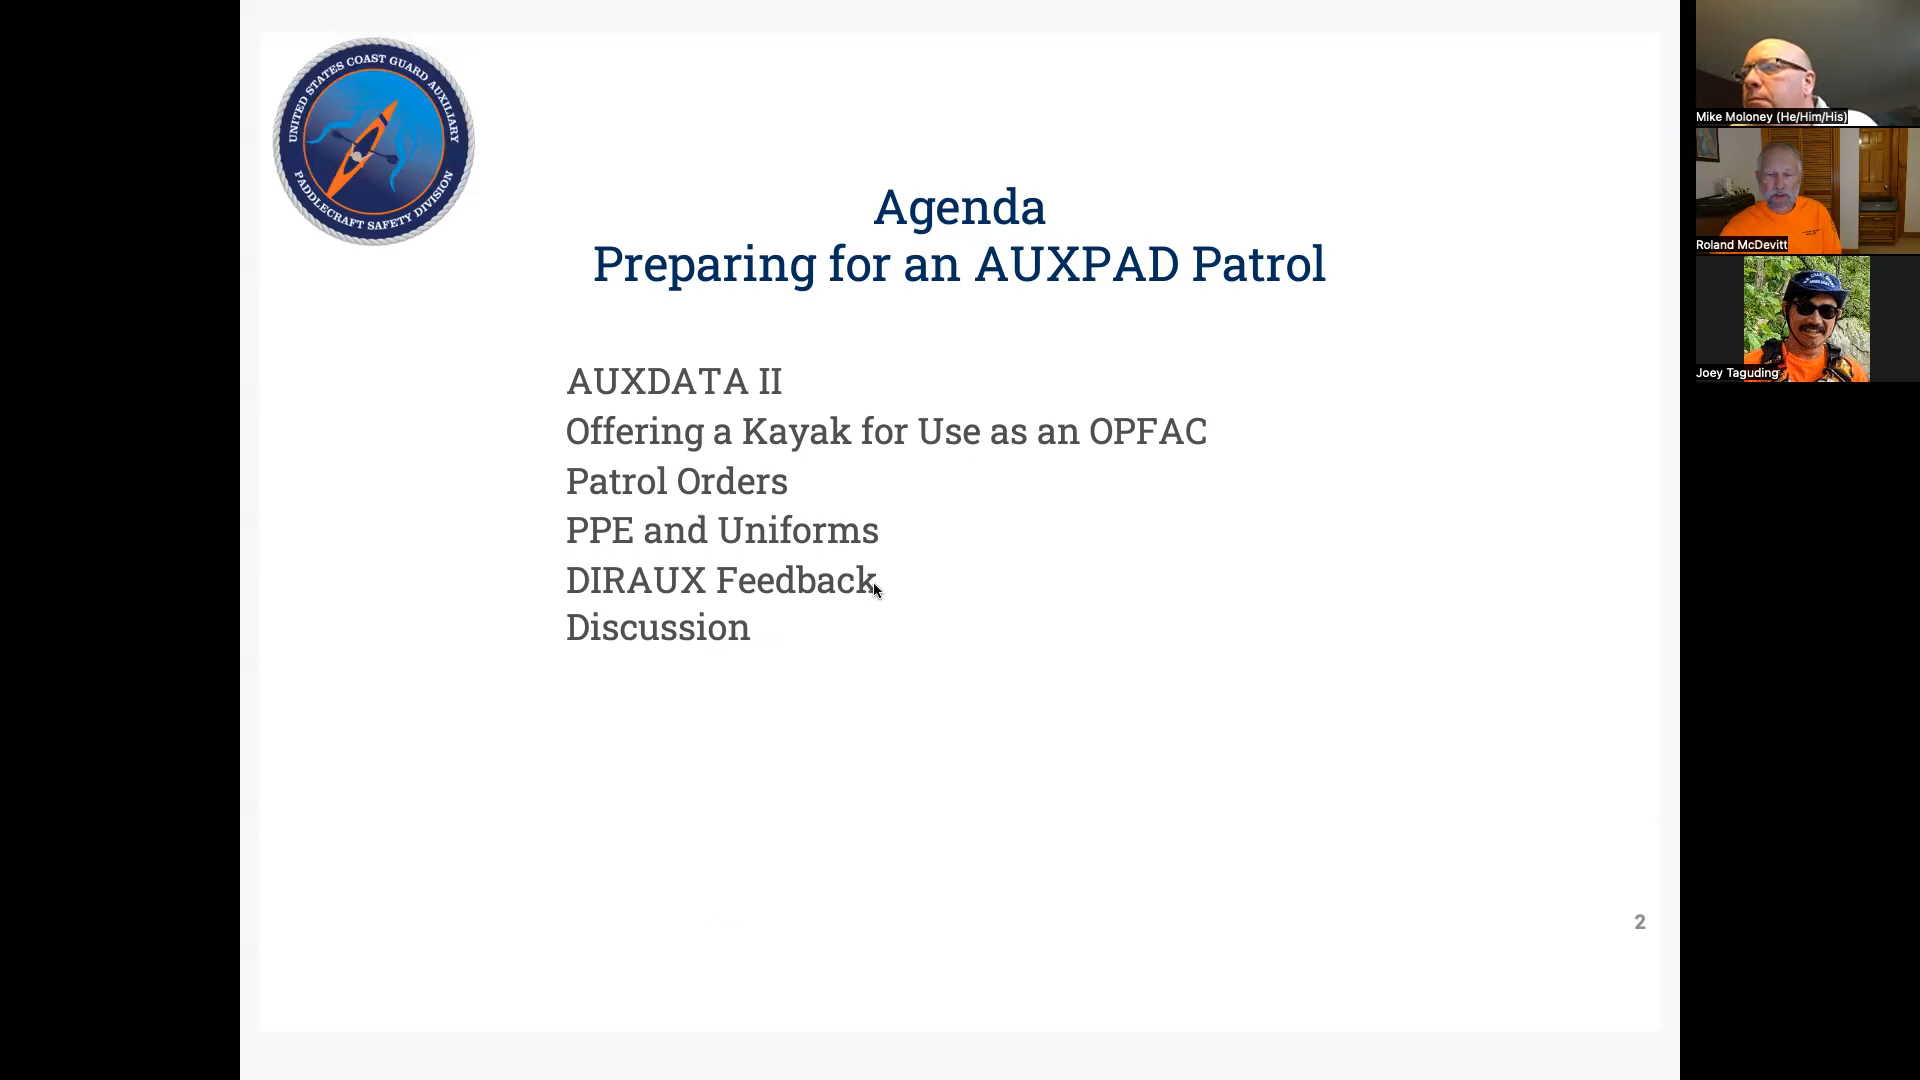 UNITED STATES COAST GUARD AUXILIARY
PADDLECRAFT SAFETY DIVISION
Agenda
Preparing for an AUXPAD Patrol
AUXDATA II
Offering a Kayak for Use as an OPFAC
Patrol Orders
PPE and Uniforms
DIRAUX Feedback
Discussion
2
Mike Moloney (He/Him/His)
Roland McDevitt
Joey Taguding